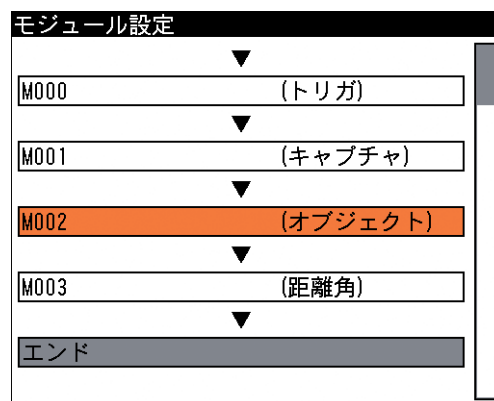 モジュール設定
▼
M000 (トリガ)
▼
M001 (キャプチャ)
▼
M002 (オブジェクト)
▼
M003 (距離角)
▼
エンド